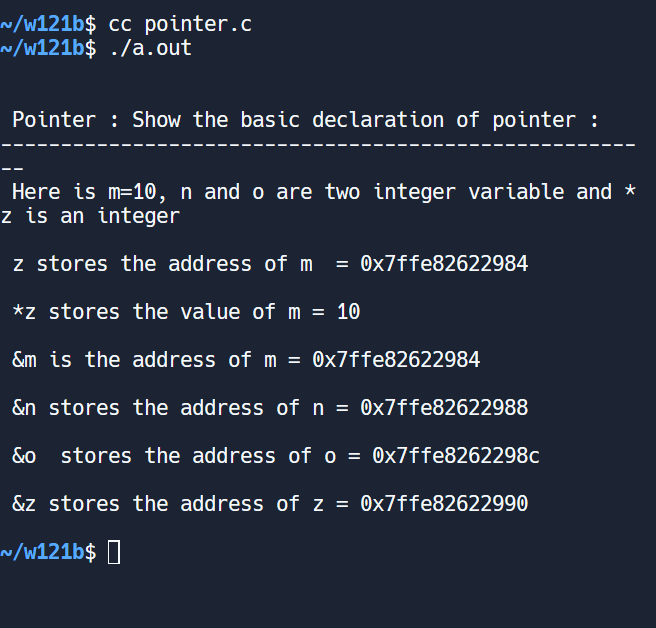 ~/w121b$ cc pointer.c
~/w121b$ ./a.out
Pointer : Show the basic declaration of pointer :
-----------------------------------------------------
--
Here is m=10, n and o are two integer variable and *
z is an integer
z stores the address of m  = 0x7ffe82622984
*z stores the value of m = 10
&m is the address of m = 0x7ffe82622984
&n stores the address of n = 0x7ffe82622988
&o  stores the address of o = 0x7ffe8262298c
&z stores the address of z = 0x7ffe82622990
~/w121b$